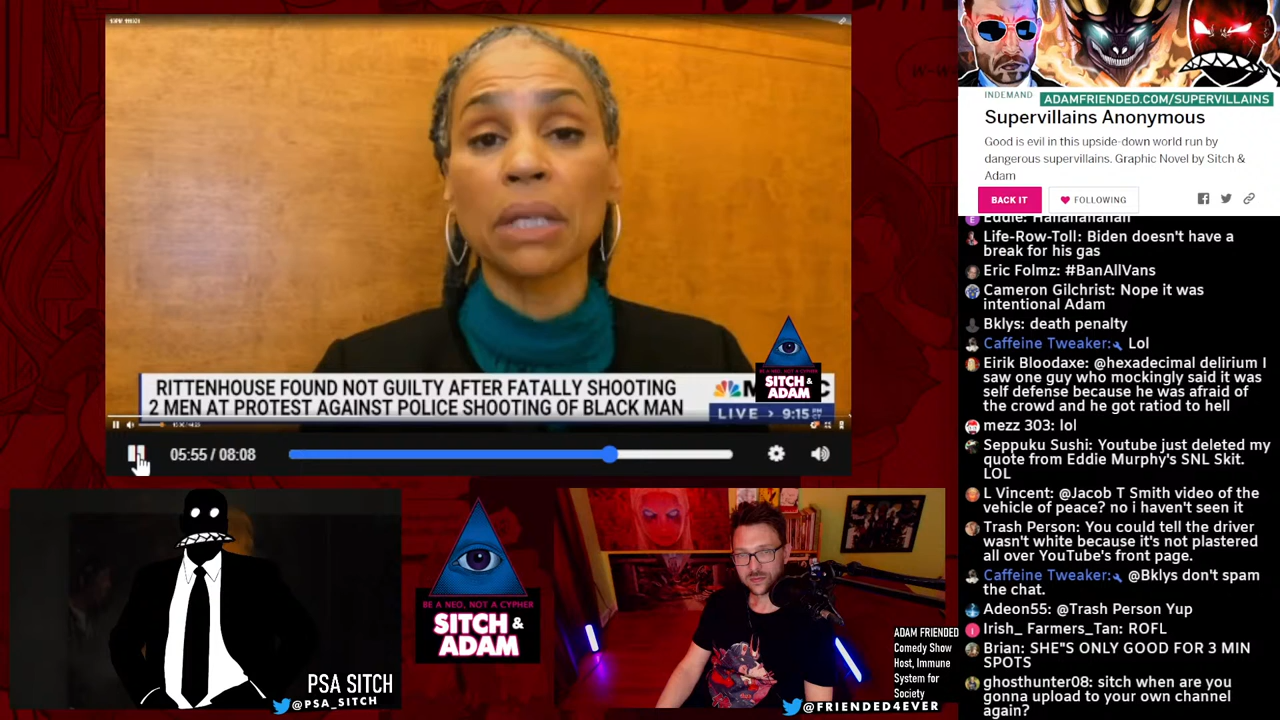 INDEMAND
ADAMFRIENDED.COM/SUPERVILLAINS
Supervillains Anonymous
Good is evil in this upside-down world run by
dangerous supervillains. Graphic Novel by Sitch &
Adam
BACK IT
FOLLOWING
RITTENHOUSE FOUND NOT GUILTY AFTER FATALLY SHOOTING
2 MEN AT PROTEST AGAINST POLICE SHOOTING OF BLACK MAN
LIVE > 9:15 PM CT
BE A NEO, NOT A CYPHER
SITCH &
ADAM
05:55 / 08:08
PSA SITCH
@PSA_SITCH
BE A NEO, NOT A CYPHER
SITCH &
ADAM
ADAM FRIENDED
Comedy Show
Host, Immune
System for
Society
@FRIENDED4EVER
Eddie: Hahahahahah
Life-Row-Toll: Biden doesn't have a
break for his gas
Eric Folmz: #BanAllVans
Cameron Gilchrist: Nope it was
intentional Adam
Bklys: death penalty
Caffeine Tweaker: Lol
Eirik Bloodaxe: @hexadecimal delirium I
saw one guy who mockingly said it was
self defense because he was afraid of
the crowd and he got ratiod to hell
mezz 303: lol
Seppuku Sushi: Youtube just deleted my
quote from Eddie Murphy's SNL Skit.
LOL
L Vincent: @Jacob T Smith video of the
vehicle of peace? no i haven't seen it
Trash Person: You could tell the driver
wasn't white because it's not plastered
all over YouTube's front page.
Caffeine Tweaker: @Bklys don't spam
the chat.
Adeon55: @Trash Person Yup
Irish_ Farmers_Tan: ROFL
Brian: SHE"S ONLY GOOD FOR 3 MIN
SPOTS
ghosthunter08: sitch when are you
gonna upload to your own channel
again?